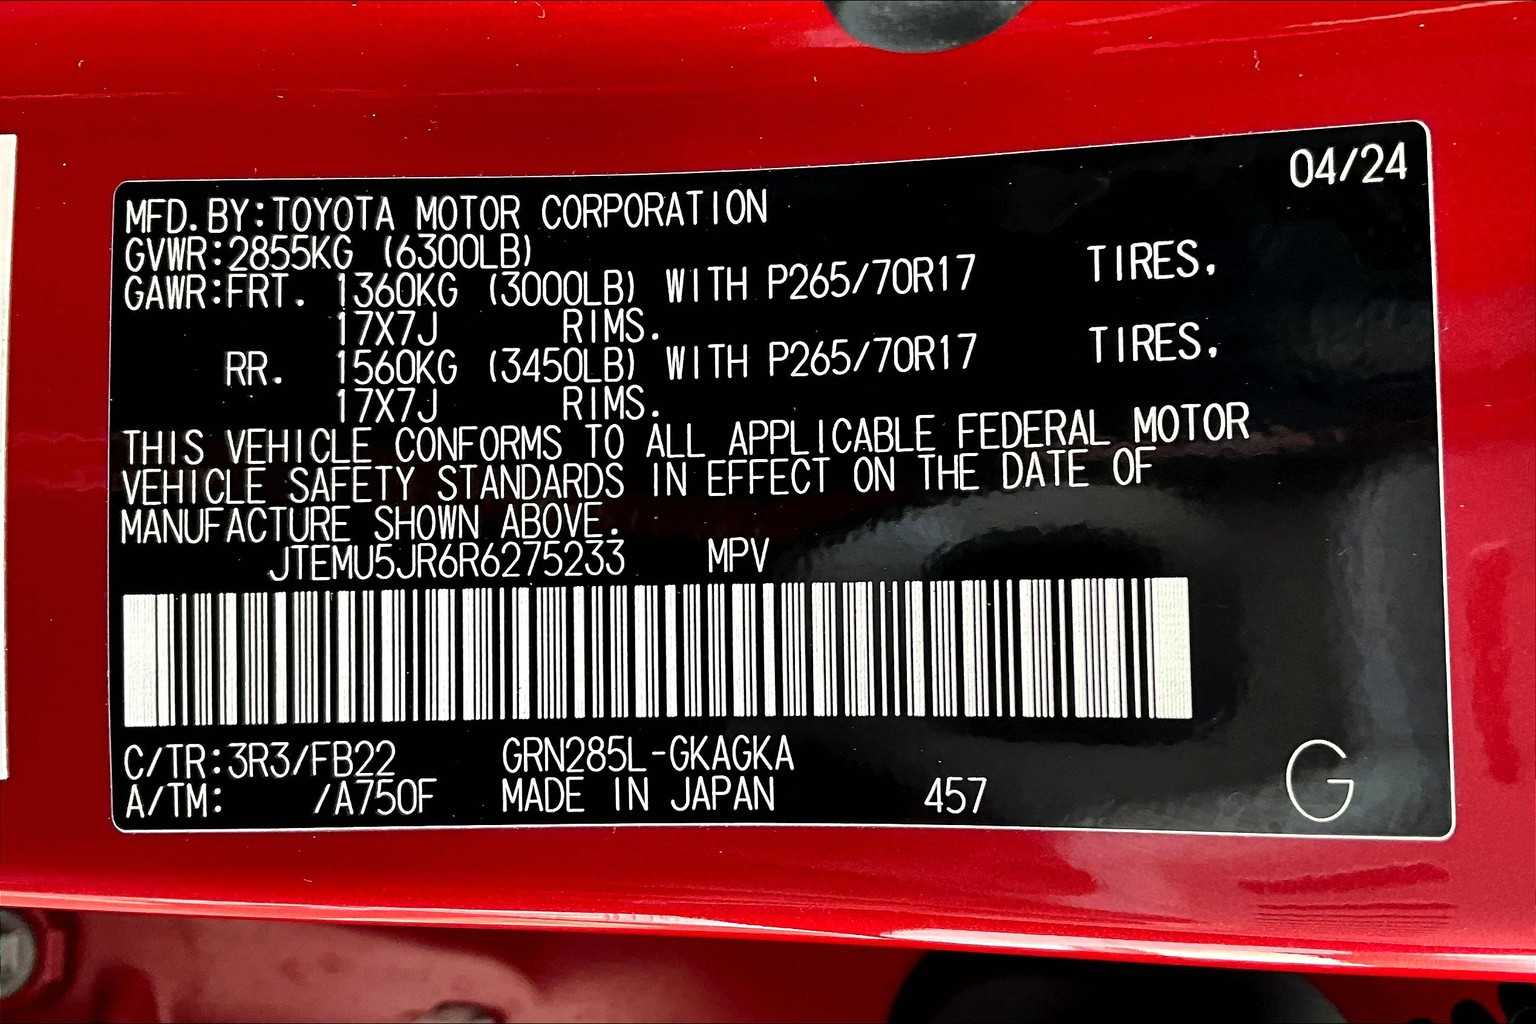 04/24
MFD.BY:TOYOTA MOTOR CORPORATION
GVWR:2855KG (6300LB)
GAWR:FRT. 1360KG (3000LB) WITH P265/70R17 TIRES.
17X7J RIMS.
RR. 1560KG (3450LB) WITH P265/70R17 TIRES.
17X7J RIMS.
THIS VEHICLE CONFORMS TO ALL APPLICABLE FEDERAL MOTOR
VEHICLE SAFETY STANDARDS IN EFFECT ON THE DATE OF
MANUFACTURE SHOWN ABOVE.
JTEMU5JR6R6275233 MPV
C/TR:3R3/FB22 GRN285L-GKAGKA
A/TM: /A750F MADE IN JAPAN 457
G